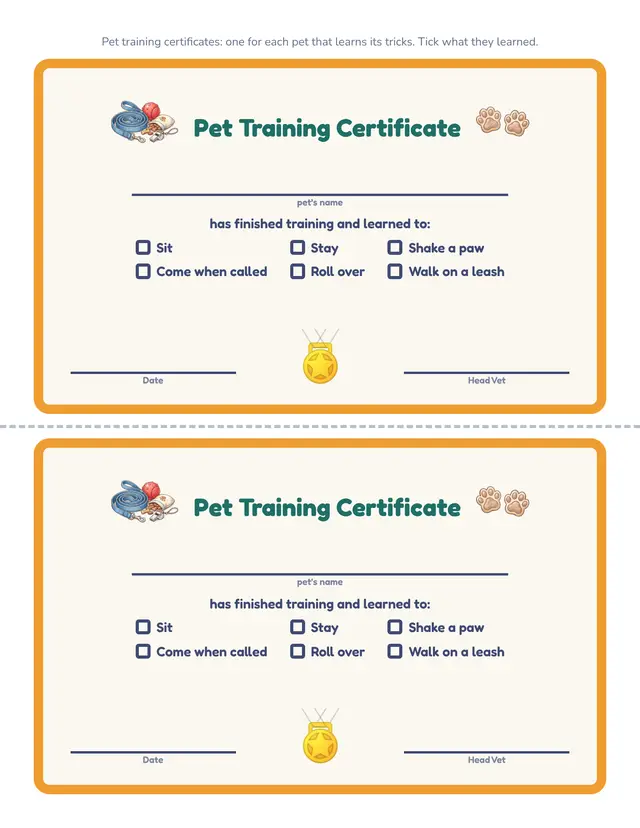 Pet training certificates: one for each pet that learns its tricks. Tick what they learned.
Pet Training Certificate
pet's name
has finished training and learned to:
Sit Stay Shake a paw
Come when called Roll over Walk on a leash
Date Head Vet
Pet Training Certificate
pet's name
has finished training and learned to:
Sit Stay Shake a paw
Come when called Roll over Walk on a leash
Date Head Vet